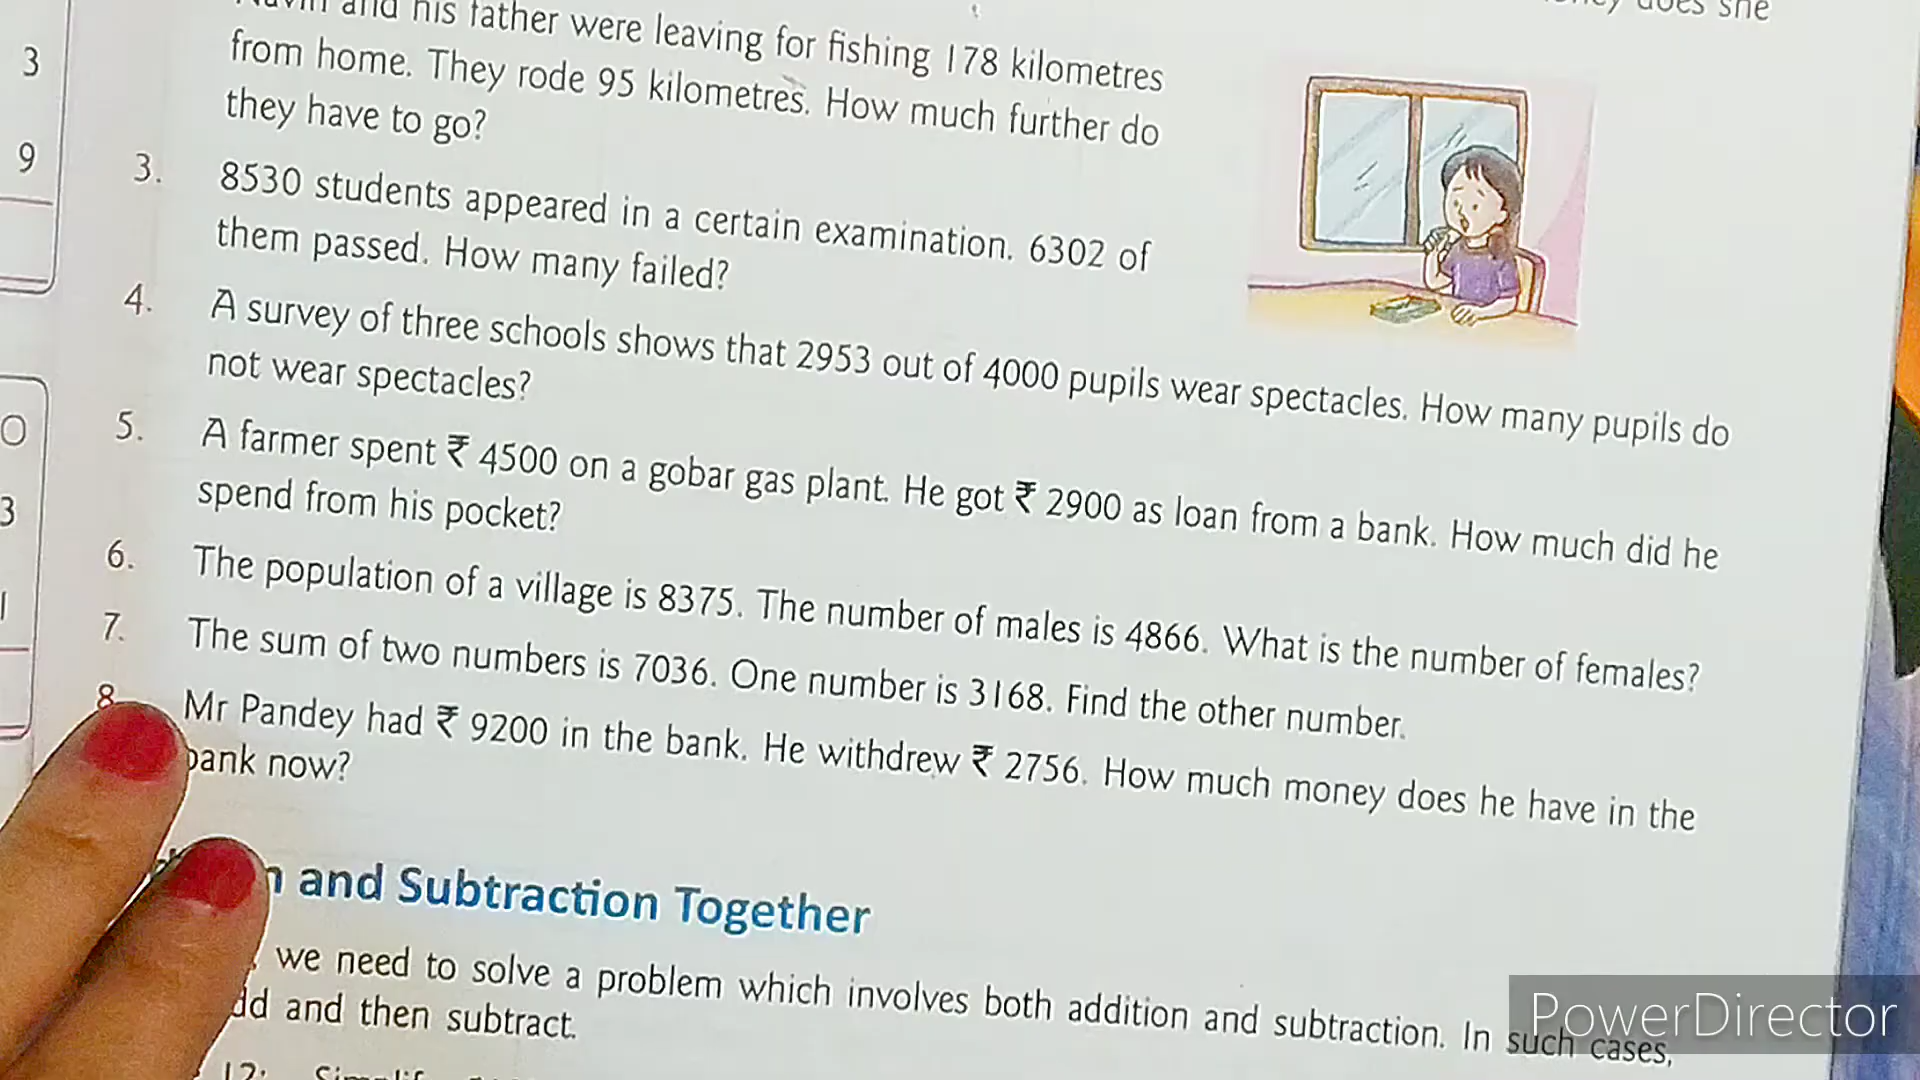 does she
and his father were leaving for fishing 178 kilometres
from home. They rode 95 kilometres. How much further do
they have to go?
3. 8530 students appeared in a certain examination. 6302 of
them passed. How many failed?
4. A survey of three schools shows that 2953 out of 4000 pupils wear spectacles. How many pupils do
not wear spectacles?
5. A farmer spent ₹ 4500 on a gobar gas plant. He got ₹ 2900 as loan from a bank. How much did he
spend from his pocket?
6. The population of a village is 8375. The number of males is 4866. What is the number of females?
7. The sum of two numbers is 7036. One number is 3168. Find the other number.
8 Mr Pandey had ₹ 9200 in the bank. He withdrew ₹ 2756. How much money does he have in the
bank now?
and Subtraction Together
we need to solve a problem which involves both addition and subtraction. In such cases,
and then subtract.
12:
3
9
0
3
1
PowerDirector